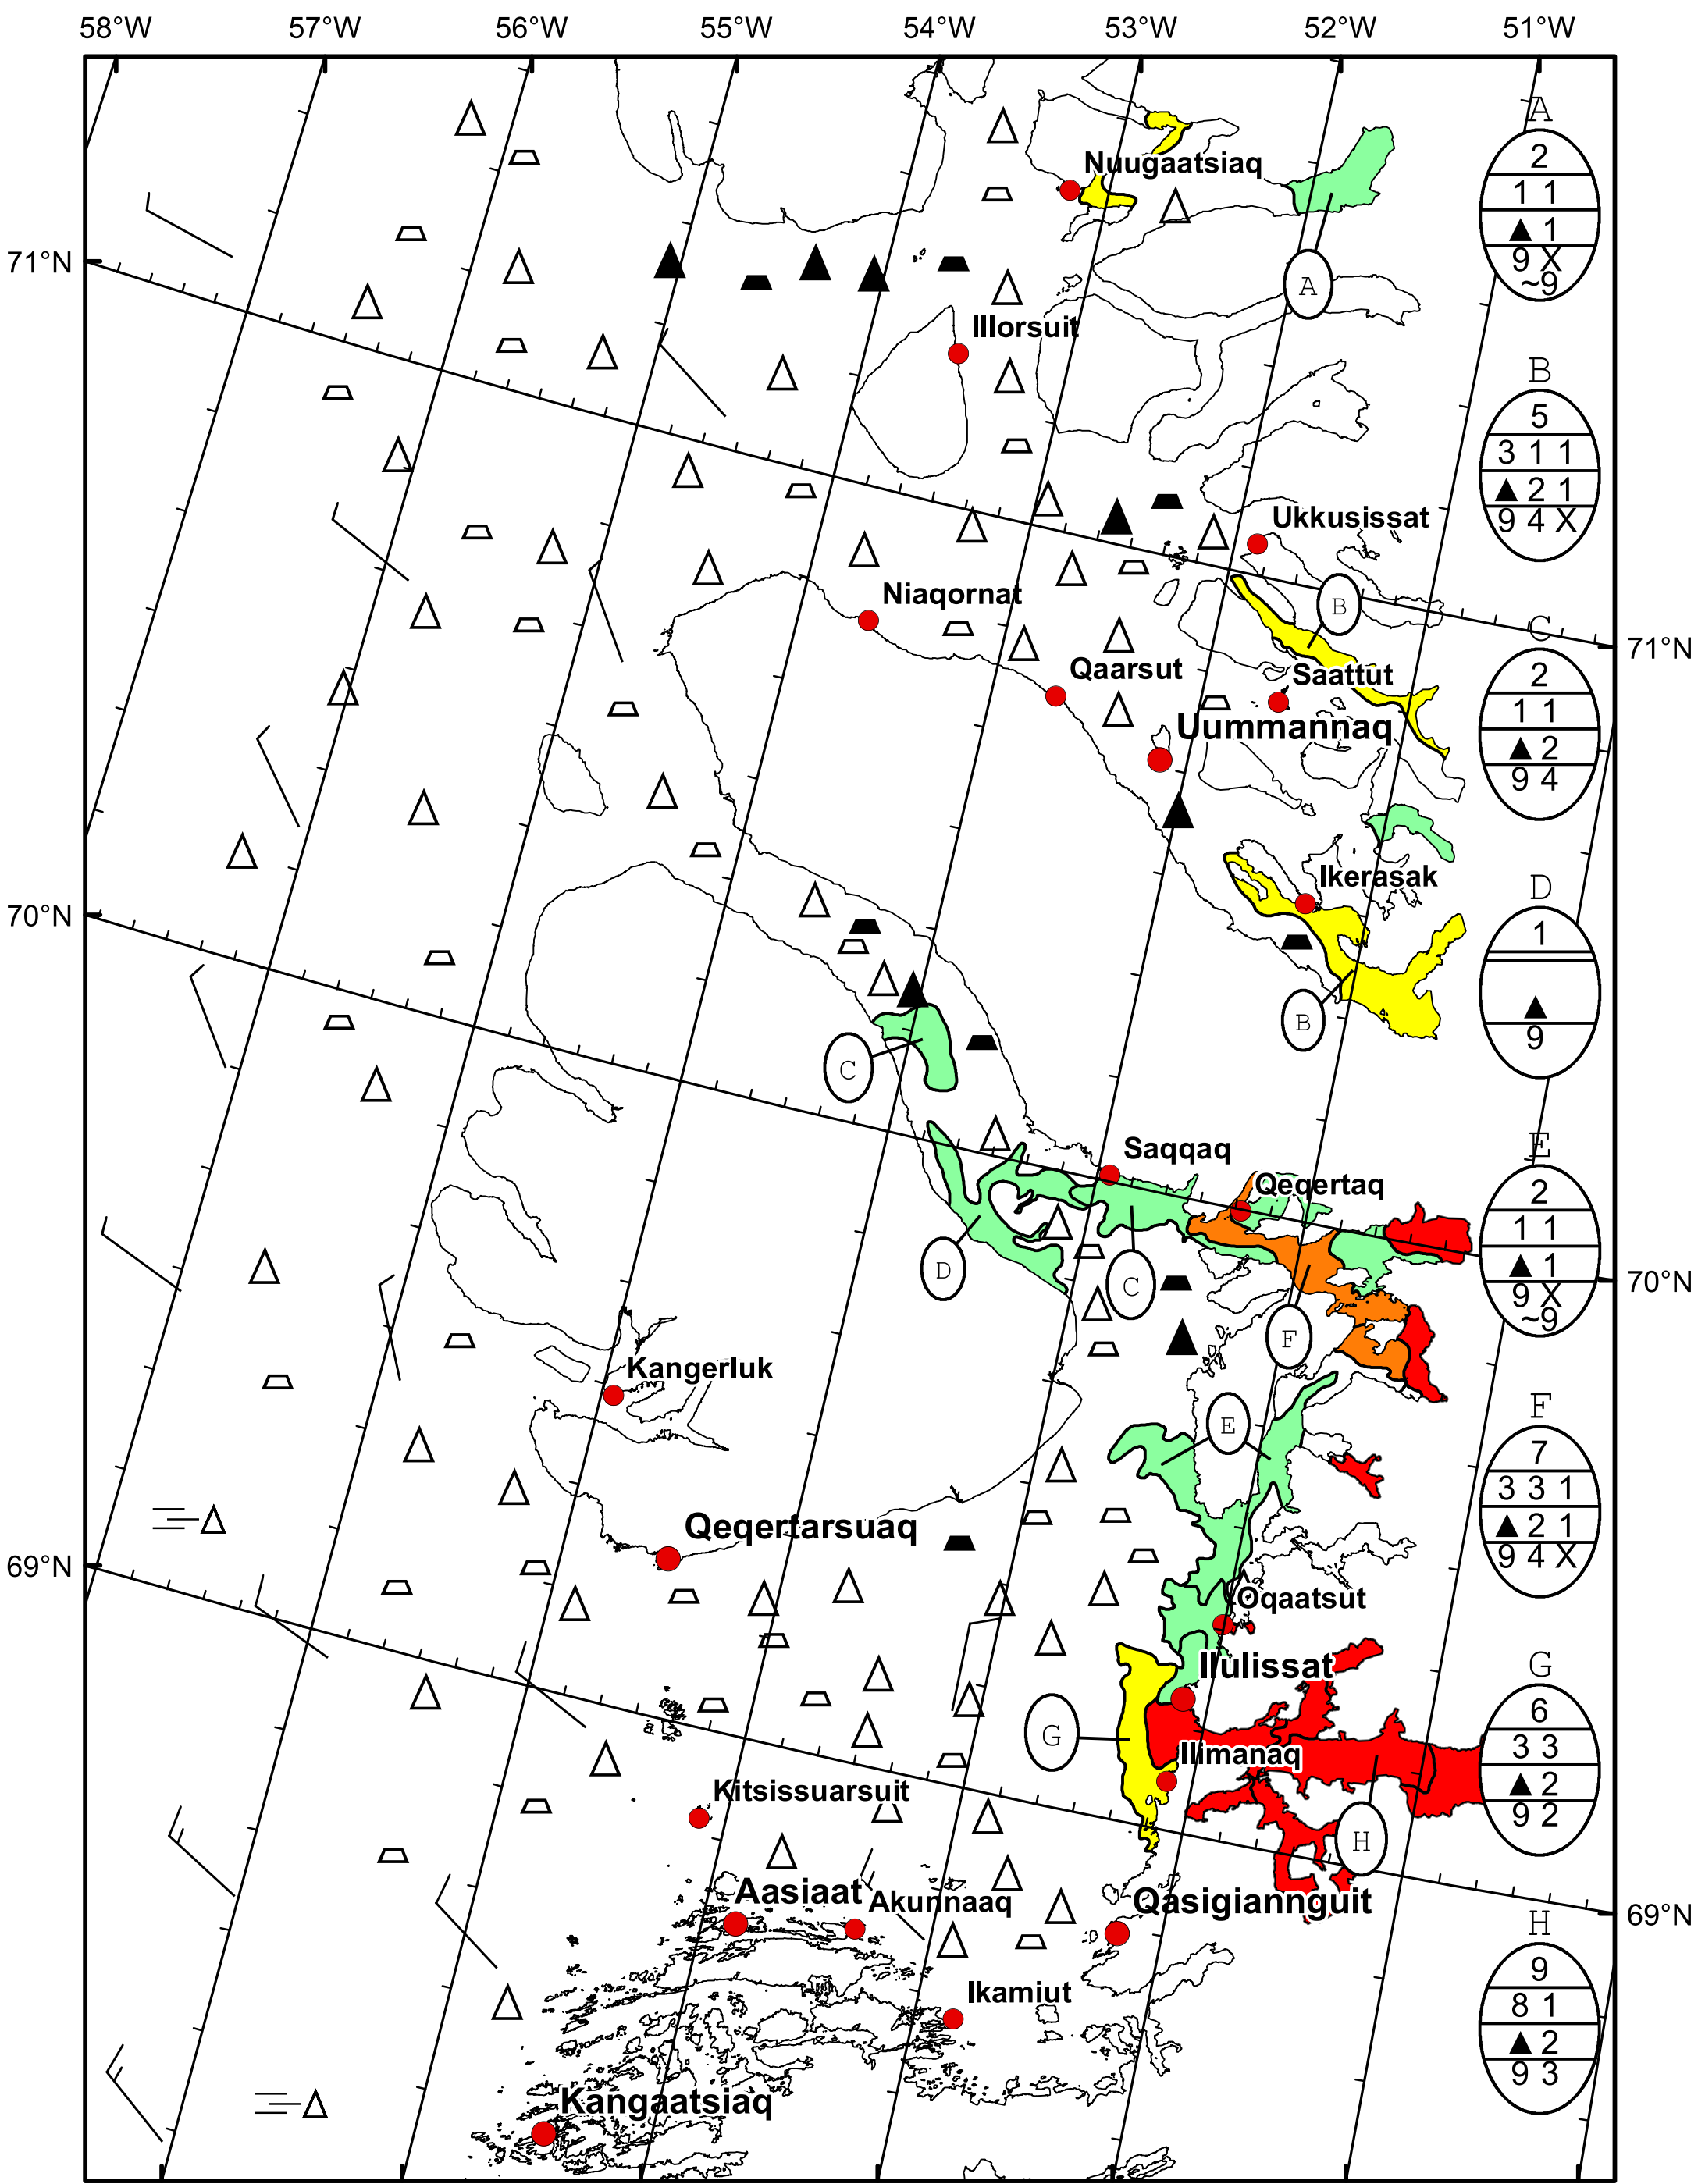 58°W 57°W 56°W 55°W 54°W 53°W 52°W 51°W
A
2
1 1
▲ 1
9 X
~9
Nuugaatsiaq
71°N
A
Illorsuit
B
5
3 1 1
▲ 2 1
9 4 X
Ukkusissat
Niaqornat
B
C
2
1 1
▲ 2
9 4
71°N
Qaarsut
Saattut
Uummannaq
Ikerasak
D
1
▲
9
70°N
B
C
Saqqaq
Qeqertaq
E
2
1 1
▲ 1
9 X
~9
D
C
70°N
F
Kangerluk
E
F
7
3 3 1
▲ 2 1
9 4 X
Qeqertarsuaq
69°N
Oqaatsut
Ilulissat
G
G
6
3 3
▲ 2
9 2
Ilimanaq
Kitsissuarsuit
H
Aasiaat
Akunnaaq
Qasigiannguit
69°N
H
9
8 1
▲ 2
9 3
Ikamiut
Kangaatsiaq